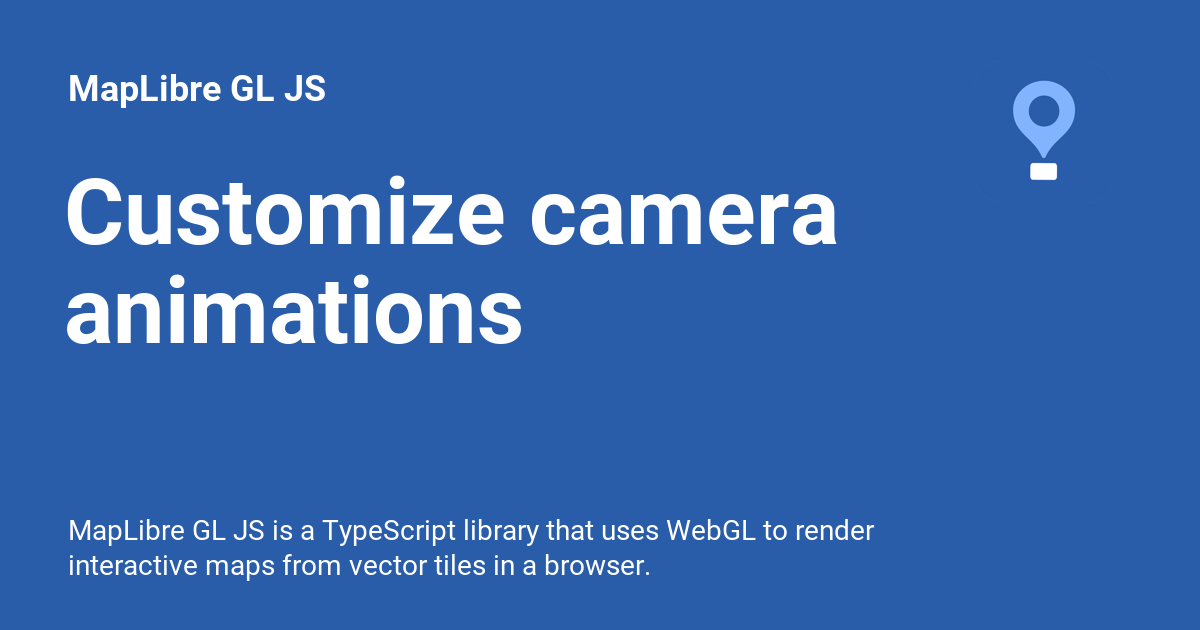 MapLibre GL JS
Customize camera
animations
MapLibre GL JS is a TypeScript library that uses WebGL to render
interactive maps from vector tiles in a browser.